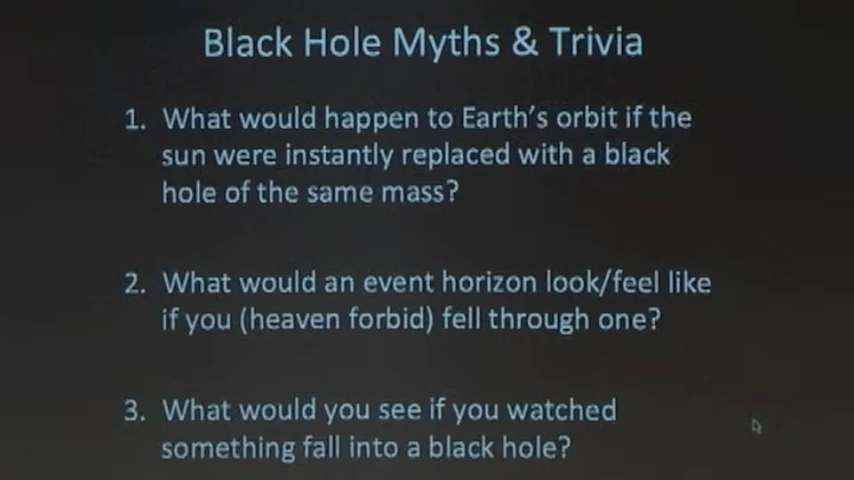 Black Hole Myths & Trivia
1. What would happen to Earth's orbit if the
sun were instantly replaced with a black
hole of the same mass?
2. What would an event horizon look/feel like
if you (heaven forbid) fell through one?
3. What would you see if you watched
something fall into a black hole?